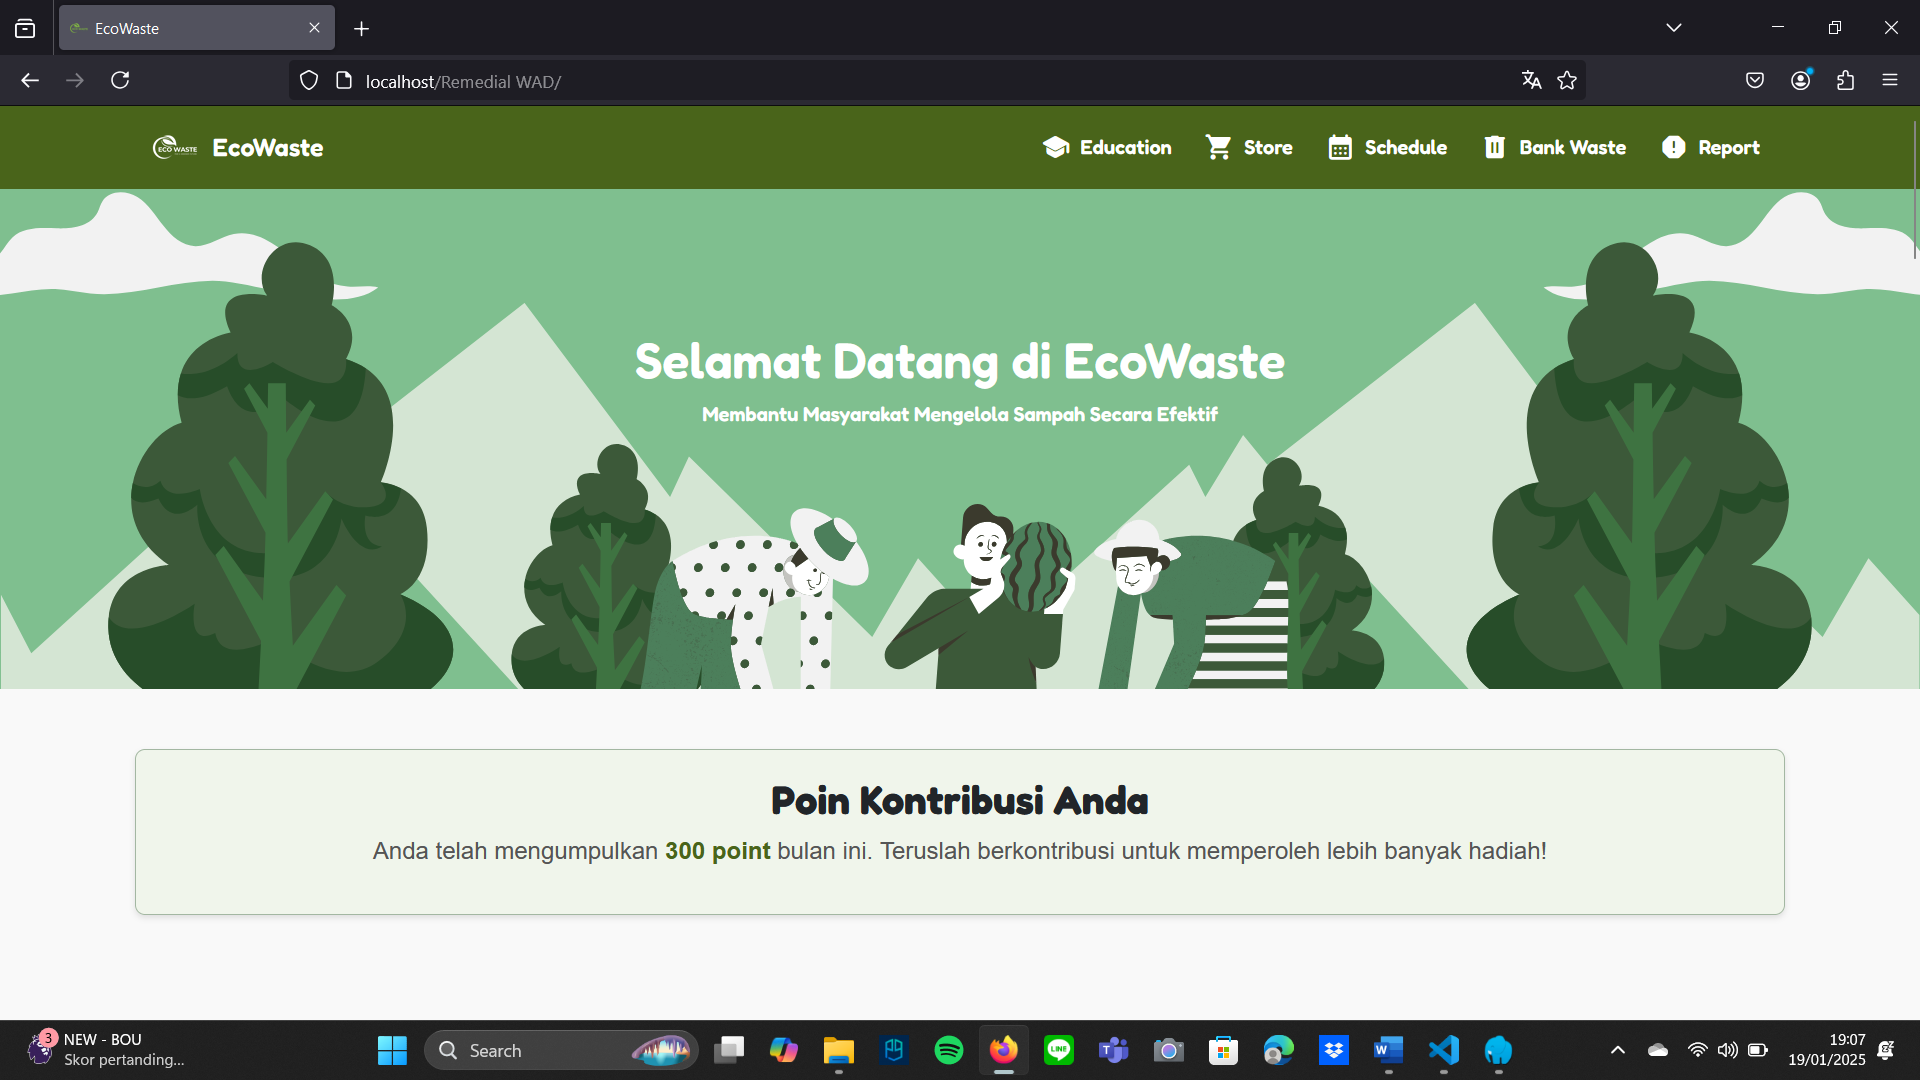 EcoWaste
localhost/Remedial WAD/
ECO WASTE
EcoWaste
Education
Store
Schedule
Bank Waste
Report
Selamat Datang di EcoWaste
Membantu Masyarakat Mengelola Sampah Secara Efektif
Poin Kontribusi Anda
Anda telah mengumpulkan 300 point bulan ini. Teruslah berkontribusi untuk memperoleh lebih banyak hadiah!
3
NEW - BOU
Skor pertanding...
Search
LINE
19:07
19/01/2025